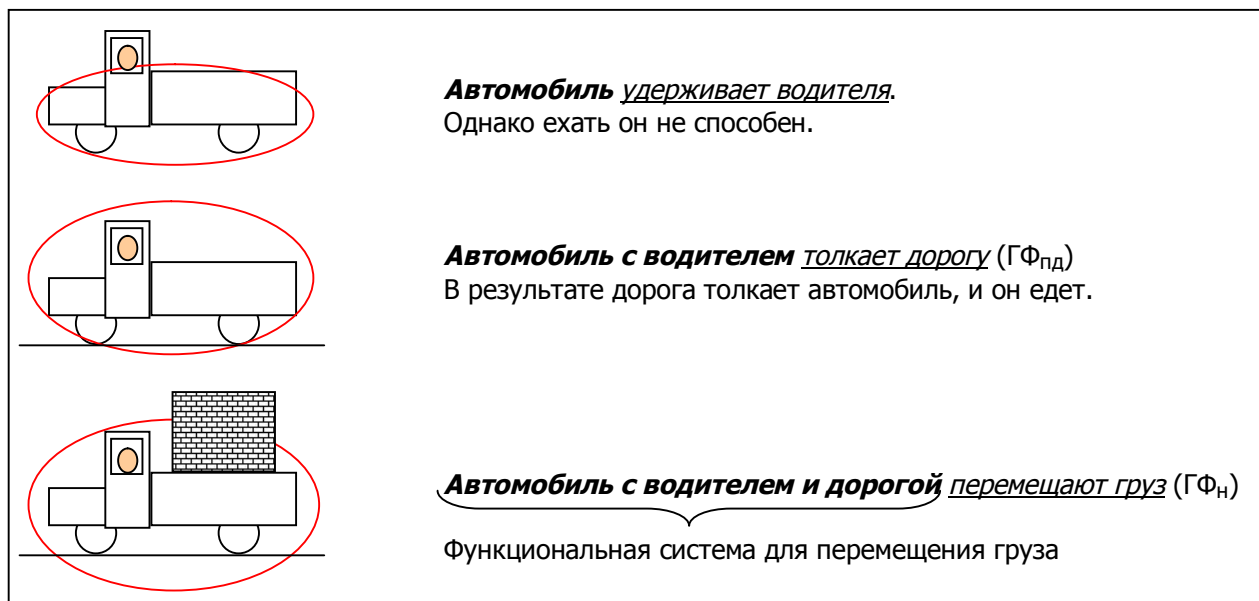 Автомобиль удерживает водителя.
Однако ехать он не способен.
Автомобиль с водителем толкает дорогу (ГФпд)
В результате дорога толкает автомобиль, и он едет.
Автомобиль с водителем и дорогой перемещают груз (ГФн)
Функциональная система для перемещения груза